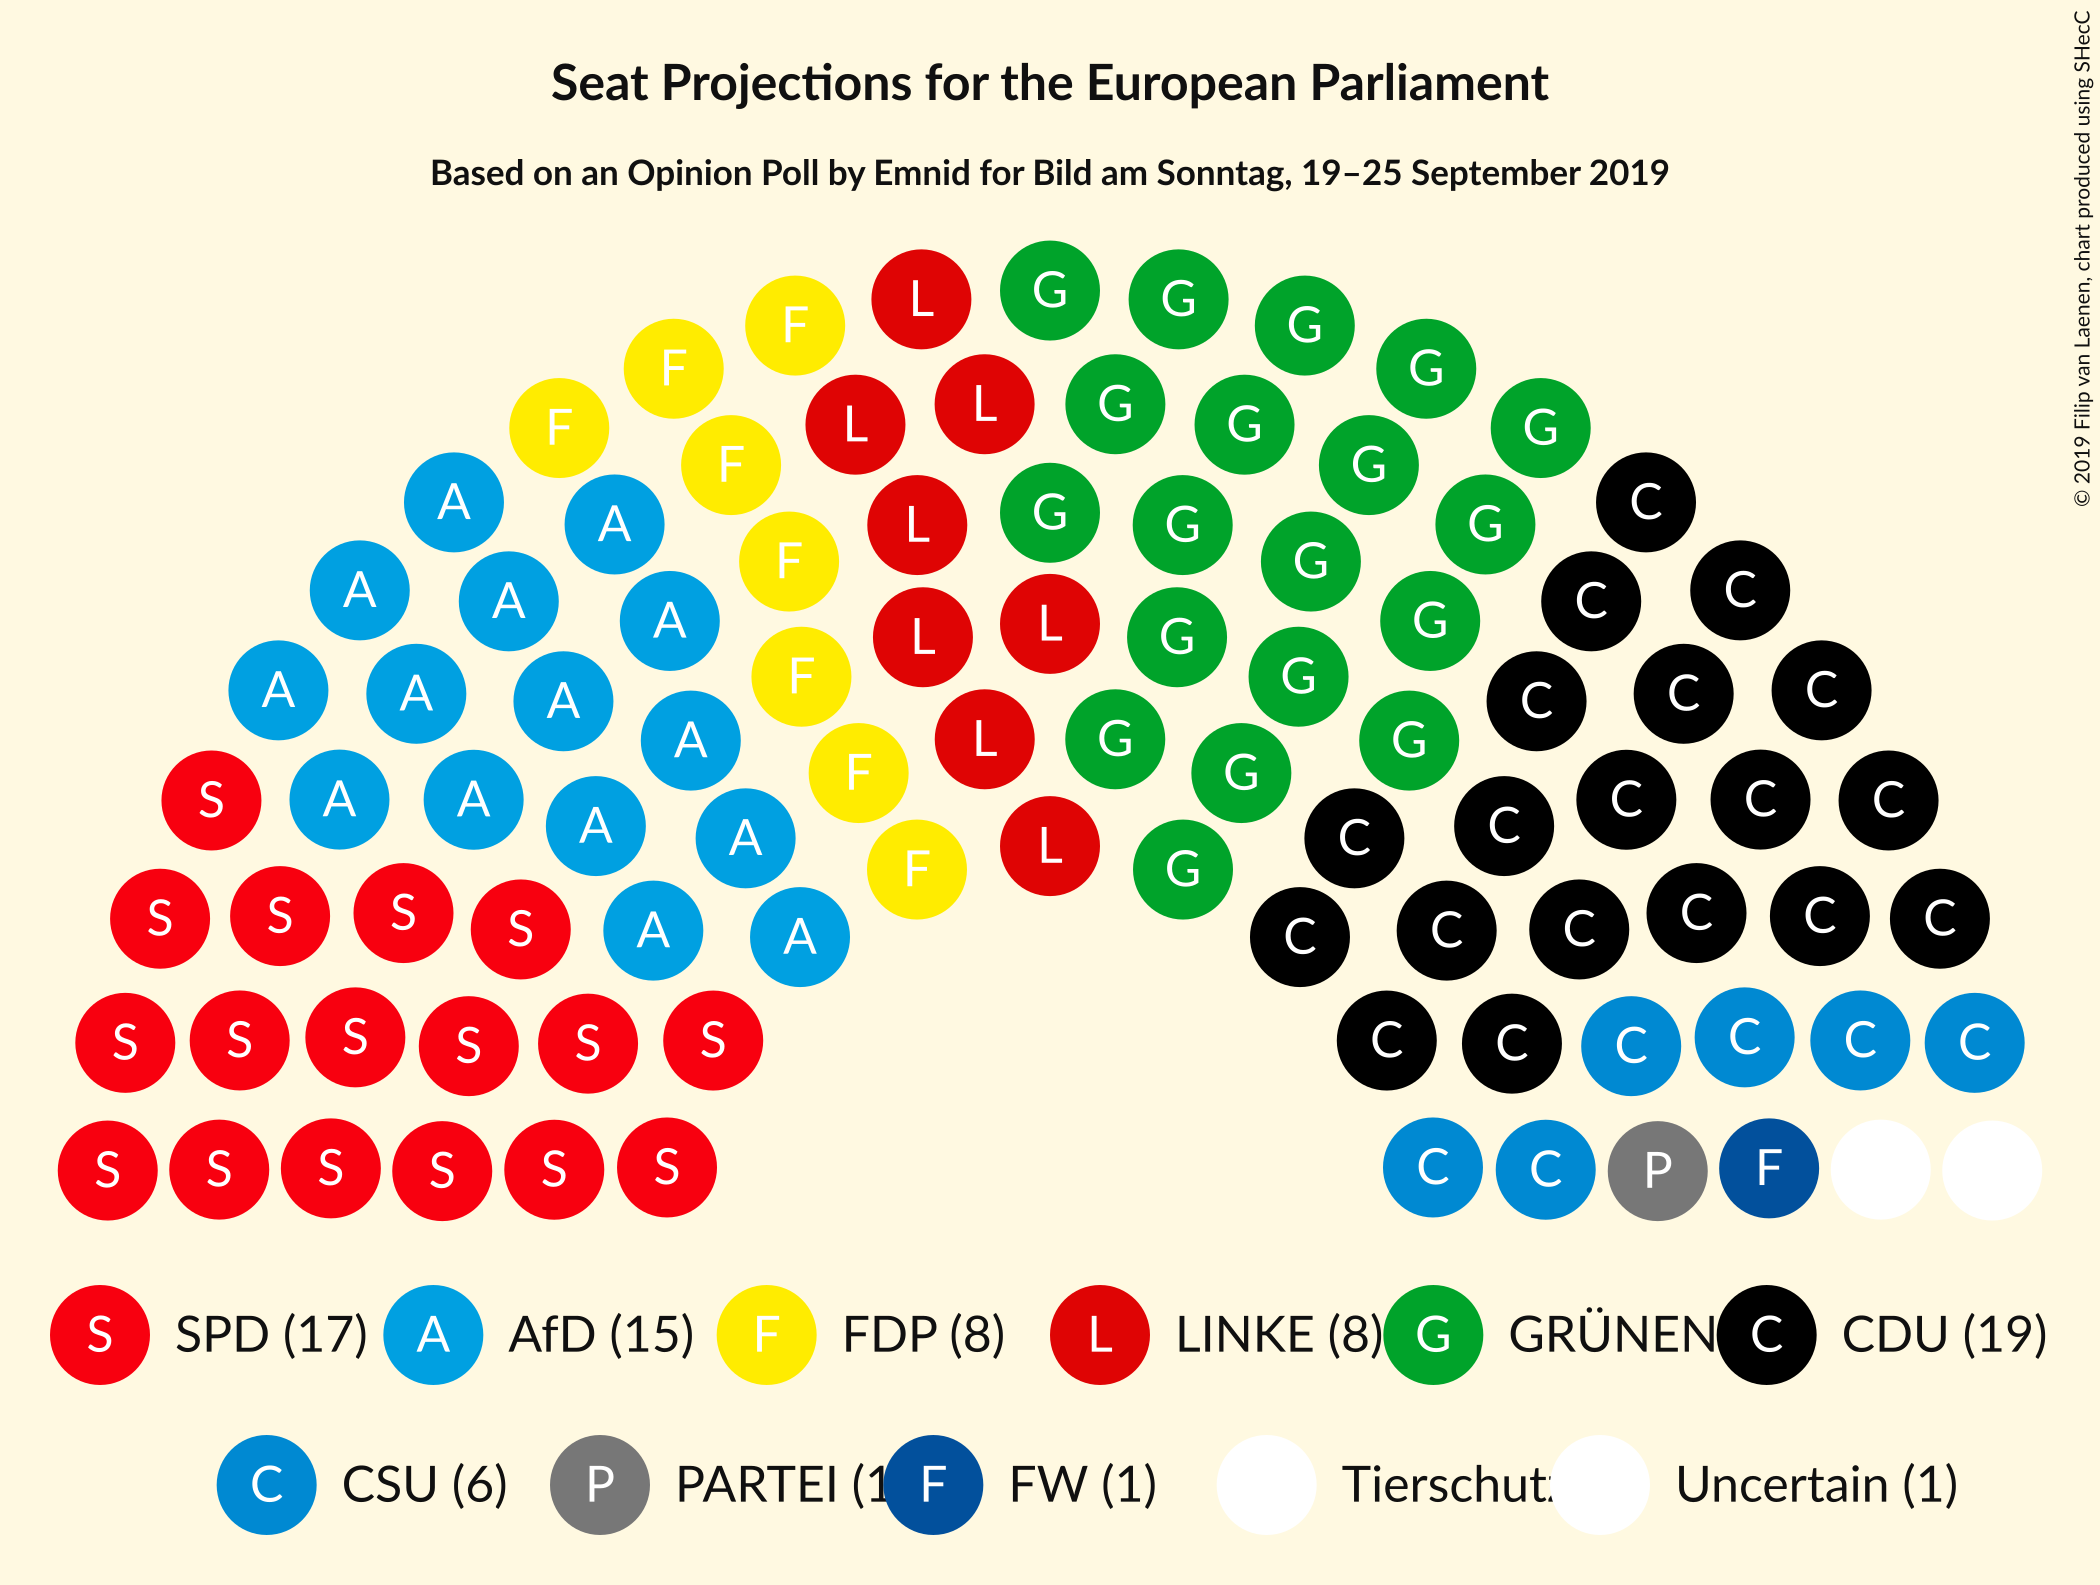 Seat Projections for the European Parliament
Based on an Opinion Poll by Emnid for Bild am Sonntag, 19–25 September 2019
© 2019 Filip van Laenen, chart produced using SHecC
L G G G G G
F F F
L L G G G G
F F
A A A C
L G G G G
F
A A A C C
L L G G G
F
A A A A C C C
L G G G
F
S A A A A C C C C C
F L G
S S S S A A C C C C C C
S S S S S S C C C C C C
S S S S S S C C P F
S SPD (17) A AfD (15) F FDP (8) L LINKE (8) G GRÜNEN C CDU (19)
C CSU (6) P PARTEI (1 F FW (1) Tierschutz Uncertain (1)